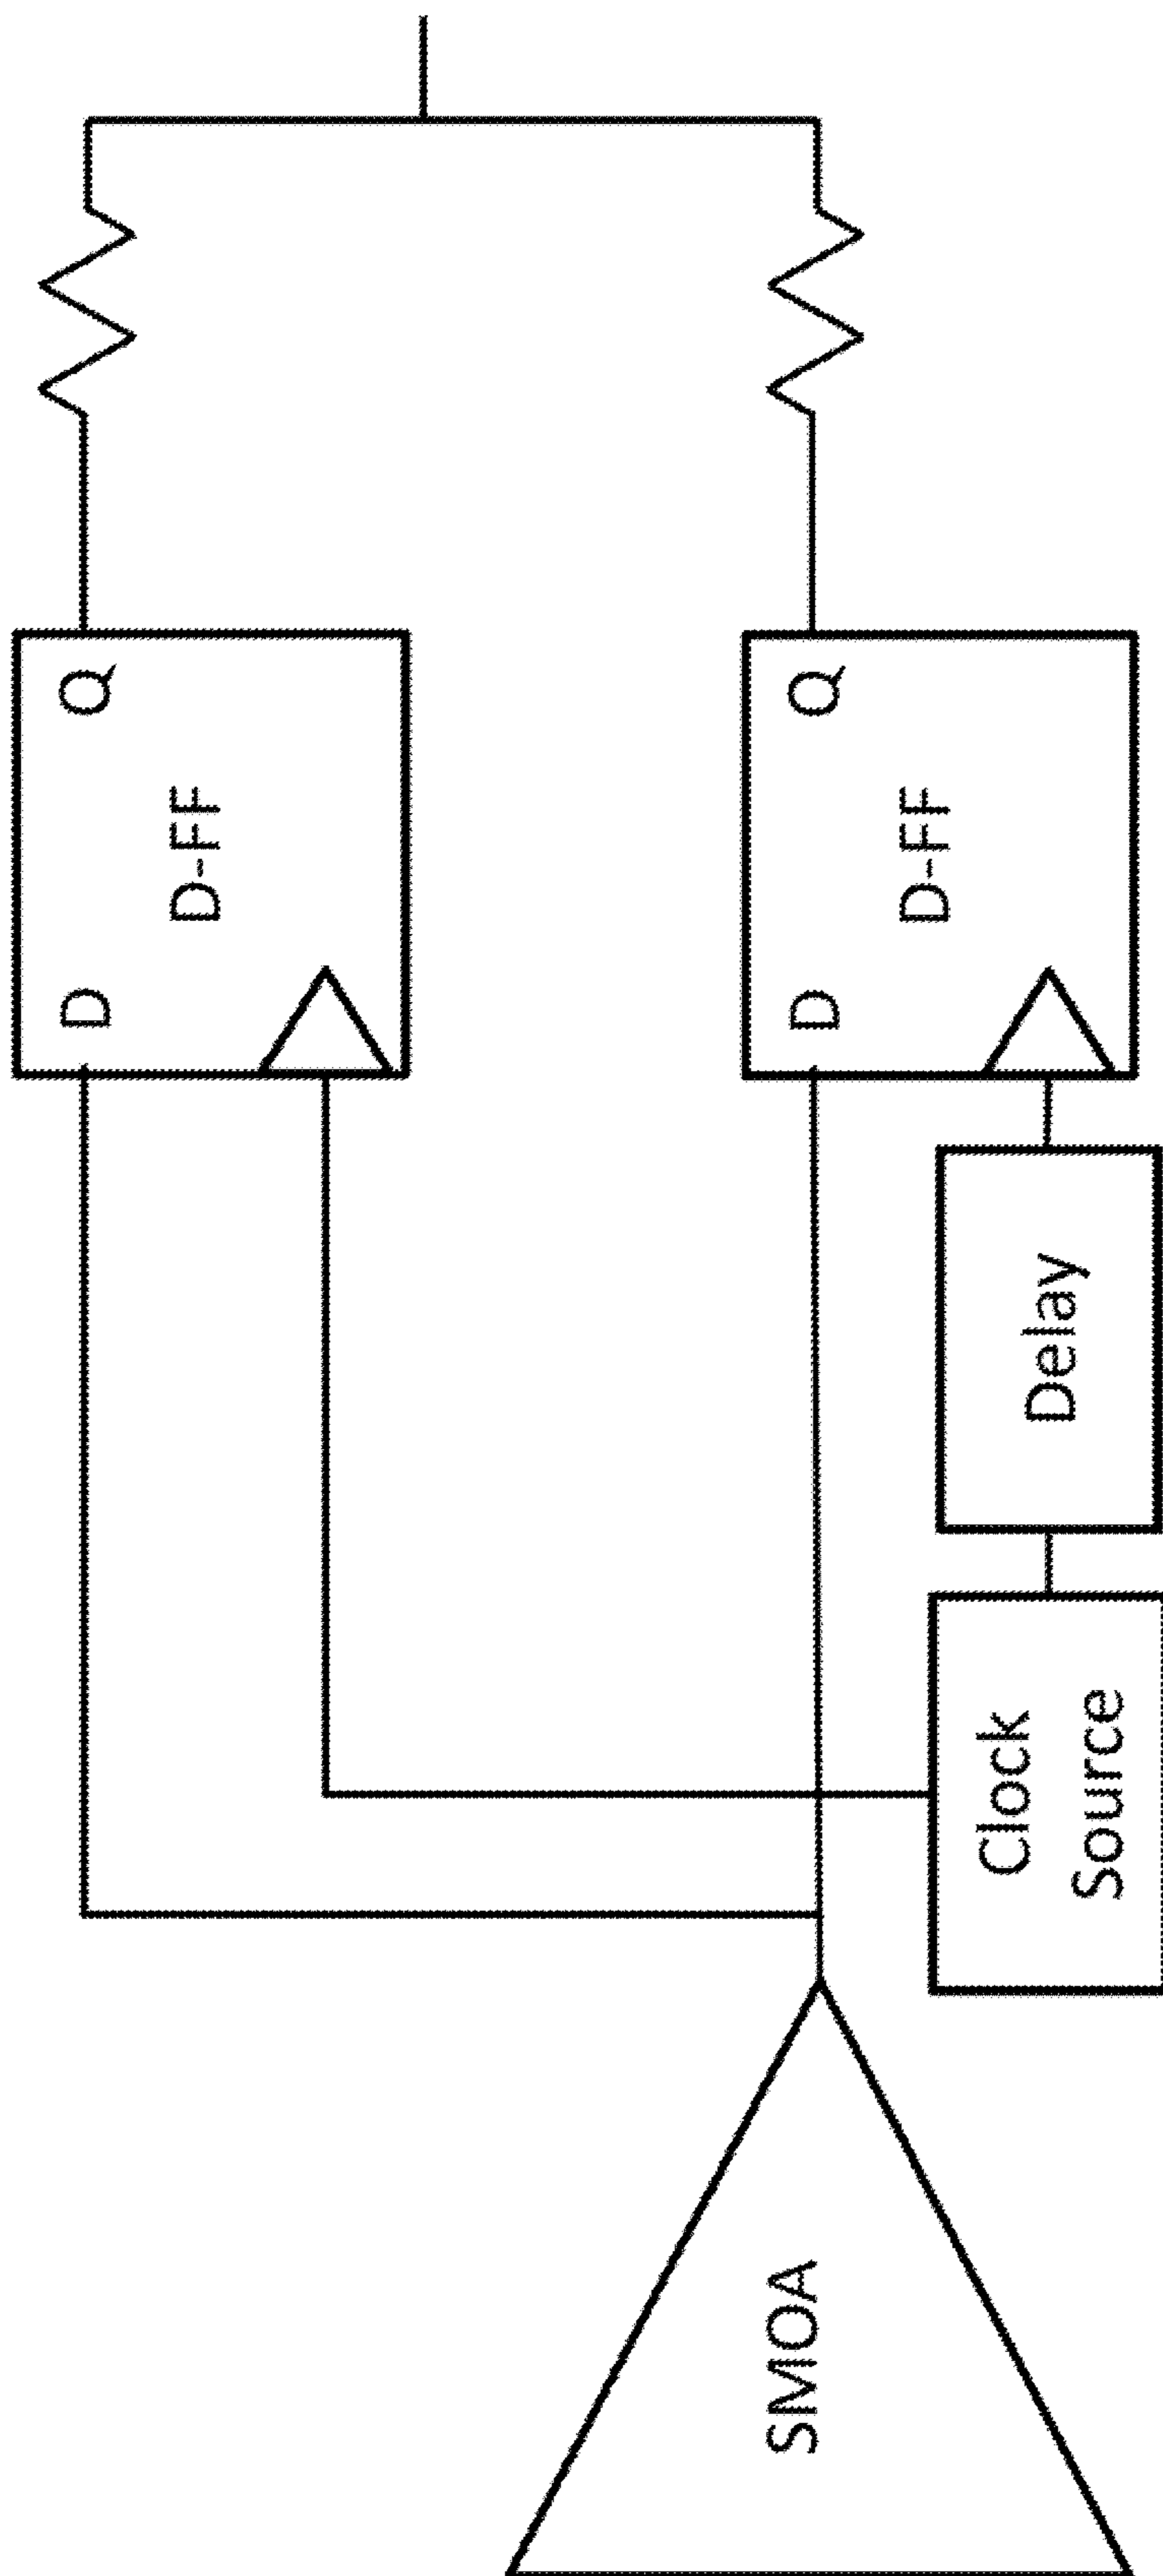 D
Q
D-FF
D
Q
D-FF
SMOA
Clock
Source
Delay